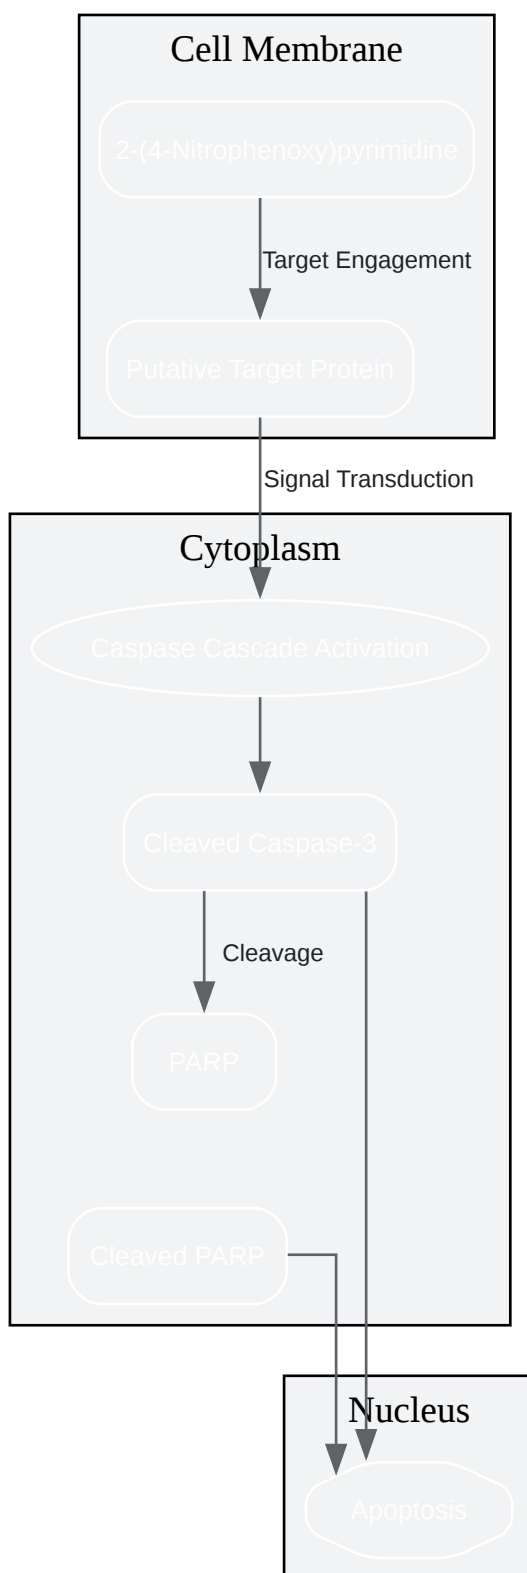 Cell Membrane
2-(4-Nitrophenoxy)pyrimidine
Target Engagement
Putative Target Protein
Signal Transduction
Cytoplasm
Caspase Cascade Activation
Cleaved Caspase-3
Cleavage
PARP
Cleaved PARP
Nucleus
Apoptosis